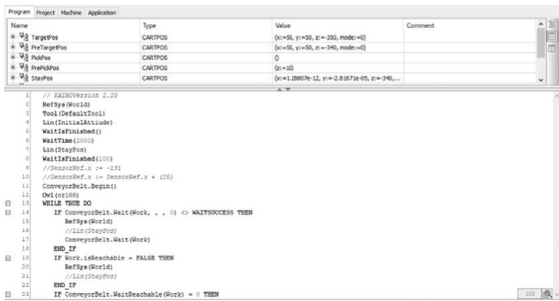 Program Project Machine Application
Name Type Value Comment
TargetPos CARTPOS (x:=50, y:=50, z:=-350, mode:=0)
PreTargetPos CARTPOS (x:=50, y:=50, z:=-340, mode:=0)
PickPos CARTPOS ()
PrePickPos CARTPOS (z:=10)
StayPos CARTPOS (x:=1.28807e-12, y:=-2.81671e-05, z:=-340,...
1 // KAIROVersion 2.20
2 RefSys(World)
3 Tool(DefaultTool)
4 Lin(InitialAttiude)
5 WaitIsFinished()
6 WaitTime(2000)
7 Lin(StayPos)
8 WaitIsFinished(100)
9 //SensorRef.x := -191
10 //SensorRef.x := SensorRef.x + (25)
11 ConveyorBelt.Begin()
12 Ovl(or100)
13 WHILE TRUE DO
14 IF ConveyorBelt.Wait(Work, , , 0) <> WAITSUCCESS THEN
15 RefSys(World)
16 //Lin(StayPos)
17 ConveyorBelt.Wait(Work)
18 END_IF
19 IF Work.isReachable = FALSE THEN
20 RefSys(World)
21 //Lin(StayPos)
22 END_IF
23 IF ConveyorBelt.WaitReachable(Work) = 0 THEN
100